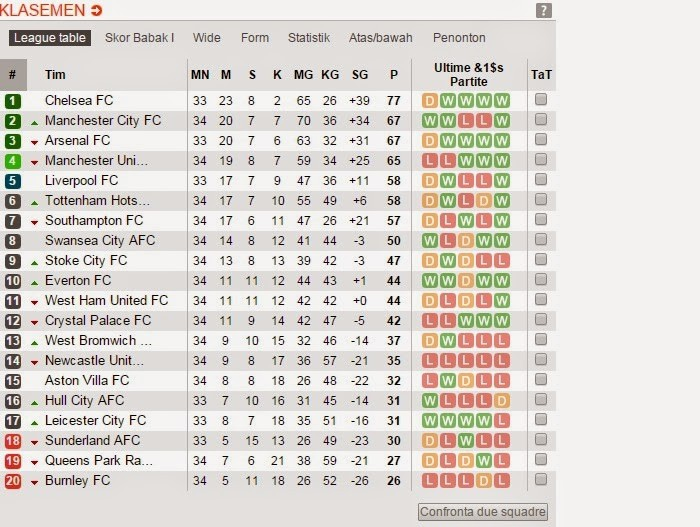 KLASEMEN ?
League table Skor Babak I Wide Form Statistik Atas/bawah Penonton
# Tim MN M S K MG KG SG P Ultime &1$s Partite TaT
1 Chelsea FC 33 23 8 2 65 26 +39 77 D W W W W
2 Manchester City FC 34 20 7 7 70 36 +34 67 W W L L W
3 Arsenal FC 33 20 7 6 63 32 +31 67 D W W W W
4 Manchester Uni... 34 19 8 7 59 34 +25 65 L L W W W
5 Liverpool FC 33 17 7 9 47 36 +11 58 D W L L W
6 Tottenham Hots... 34 17 7 10 55 49 +6 58 D W L D W
7 Southampton FC 34 17 6 11 47 26 +21 57 D L W L W
8 Swansea City AFC 34 14 8 12 41 44 -3 50 W L D W W
9 Stoke City FC 34 13 8 13 39 42 -3 47 D W D L L
10 Everton FC 34 11 11 12 44 43 +1 44 W W D W W
11 West Ham United FC 34 11 11 12 42 42 +0 44 D L D L W
12 Crystal Palace FC 34 11 9 14 42 47 -5 42 L L W W W
13 West Bromwich ... 34 9 10 15 32 46 -14 37 D W L L L
14 Newcastle Unit... 34 9 8 17 36 57 -21 35 L L L L L
15 Aston Villa FC 34 8 8 18 26 48 -22 32 L W D L L
16 Hull City AFC 33 7 10 16 31 45 -14 31 W L L L D
17 Leicester City FC 33 8 7 18 35 51 -16 31 W W W W L
18 Sunderland AFC 33 5 15 13 26 49 -23 30 D L W L L
19 Queens Park Ra... 34 7 6 21 38 59 -21 27 D L D W L
20 Burnley FC 34 5 11 18 26 52 -26 26 L L L D L
Confronta due squadre